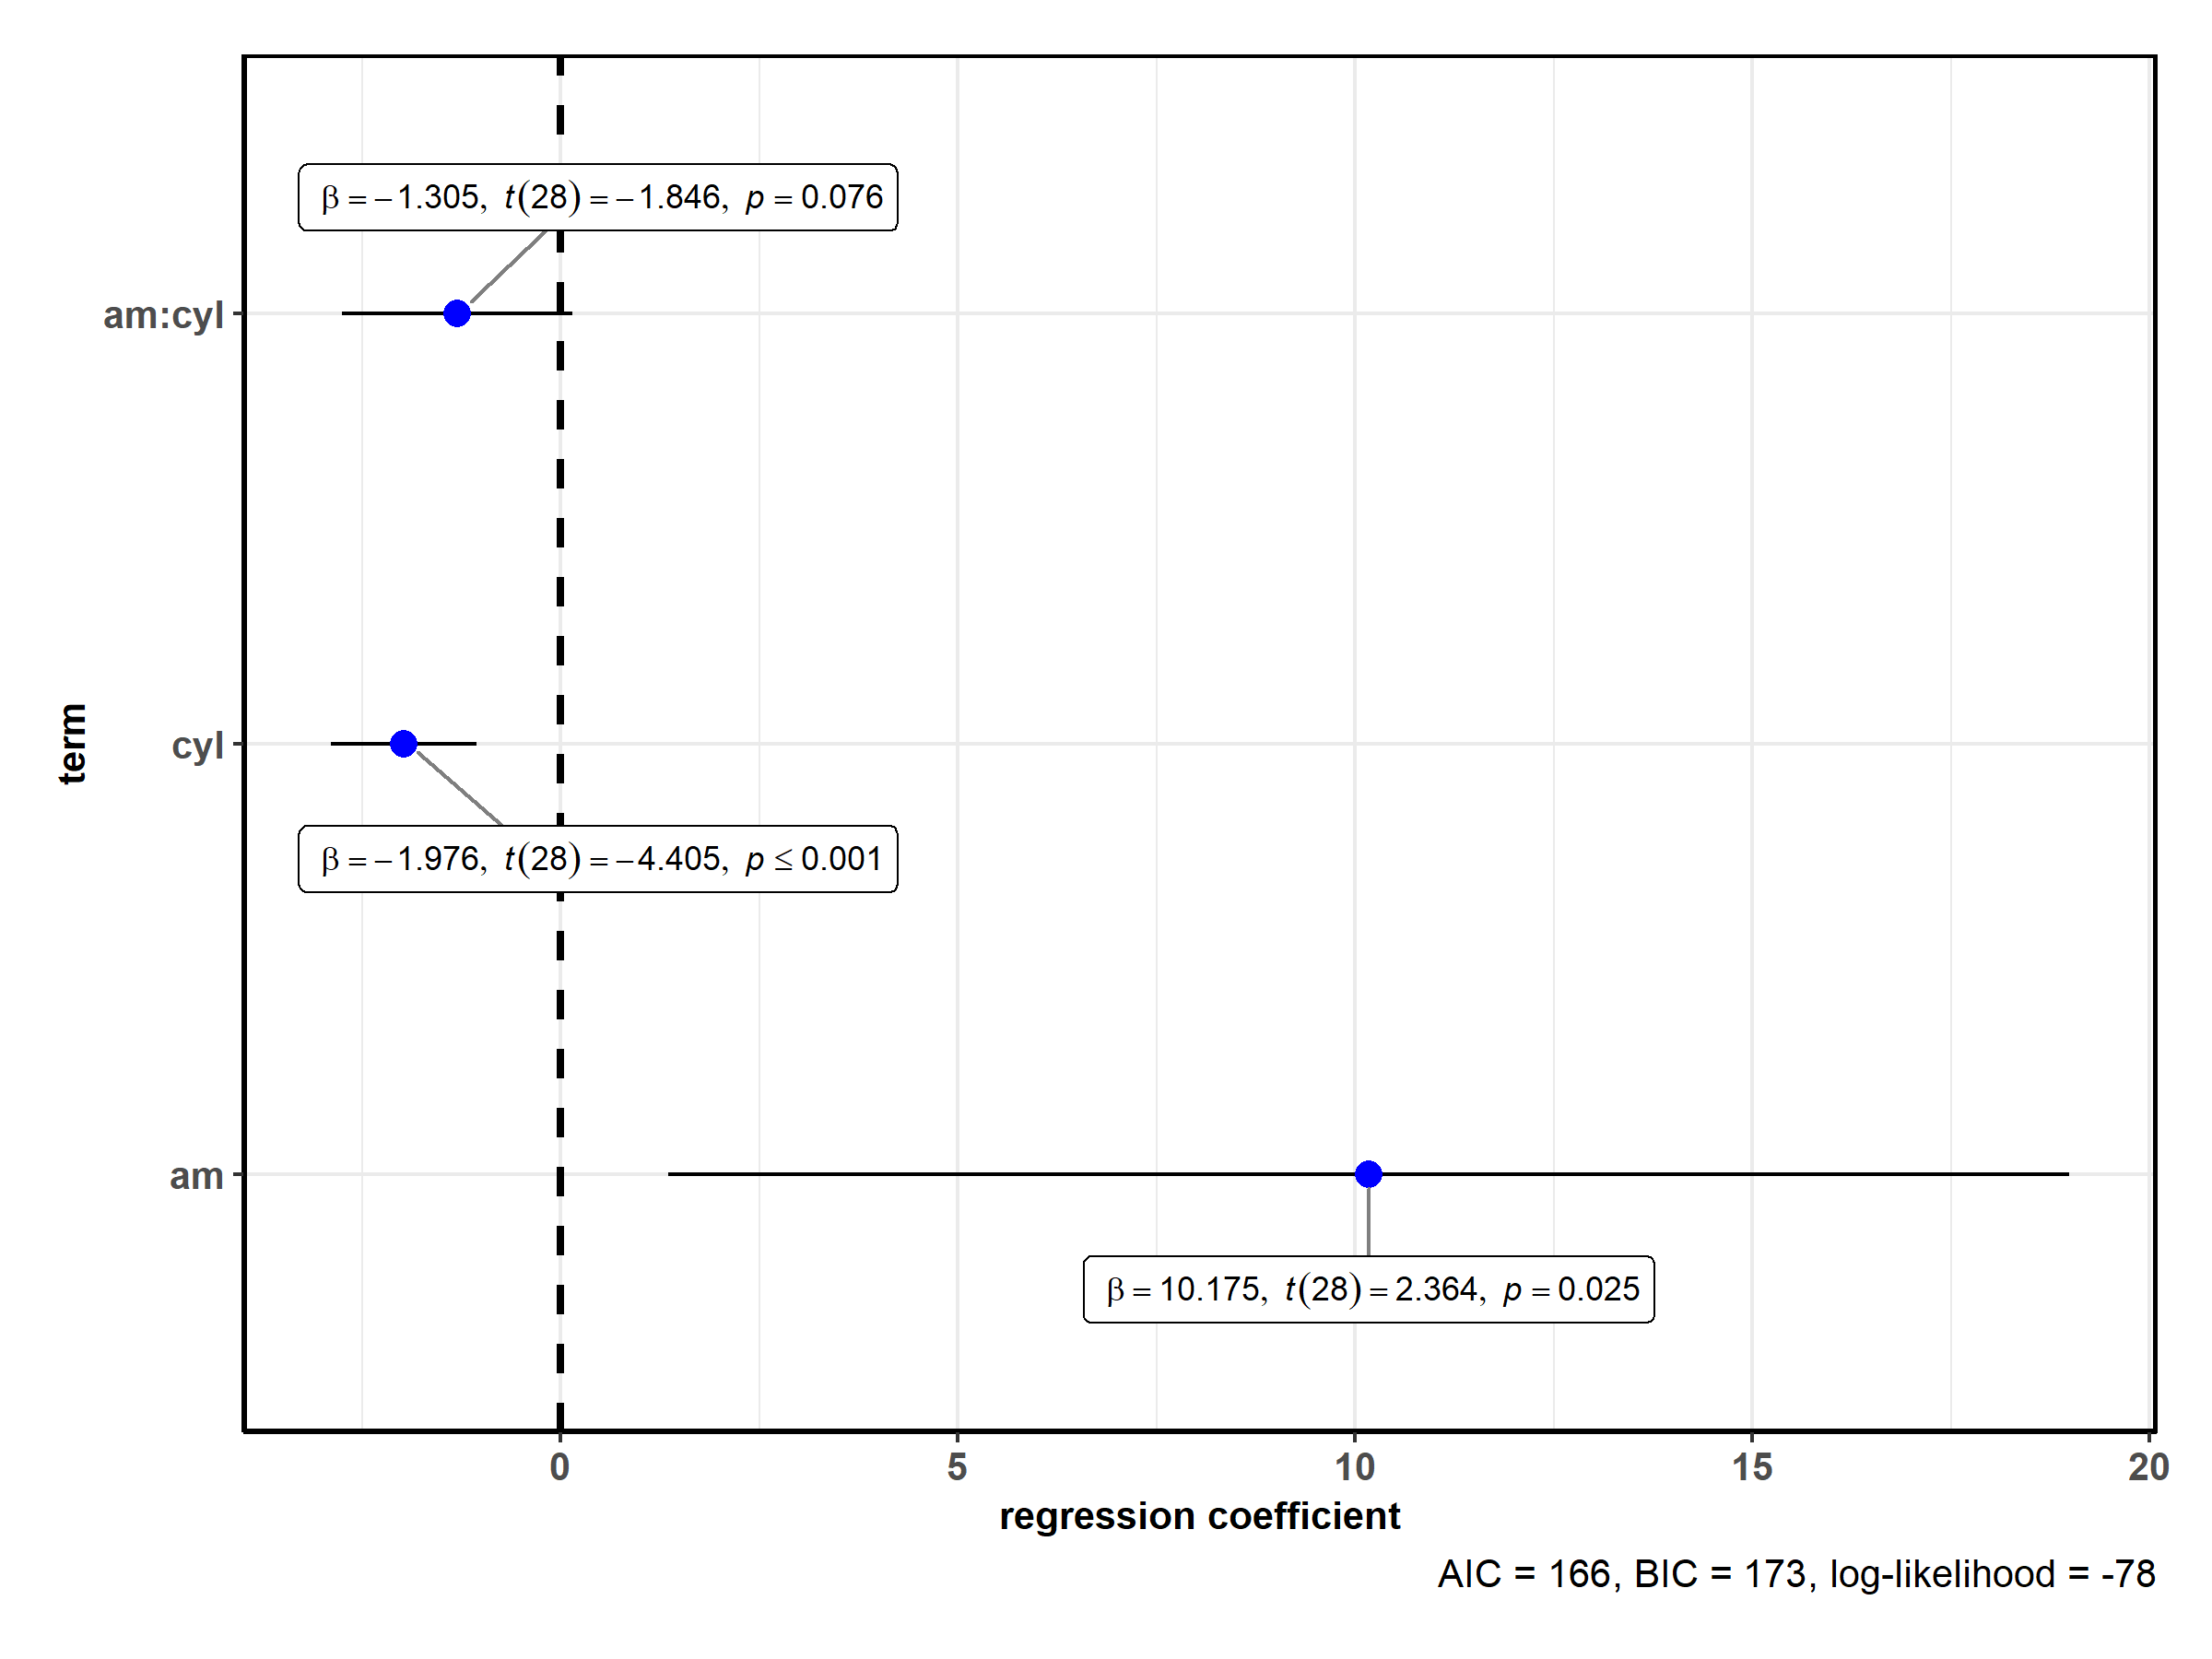 β = −1.305, t(28) = −1.846, p = 0.076
am:cyl
term
cyl
β = −1.976, t(28) = −4.405, p ≤ 0.001
am
β = 10.175, t(28) = 2.364, p = 0.025
0 5 10 15 20
regression coefficient
AIC = 166, BIC = 173, log-likelihood = -78